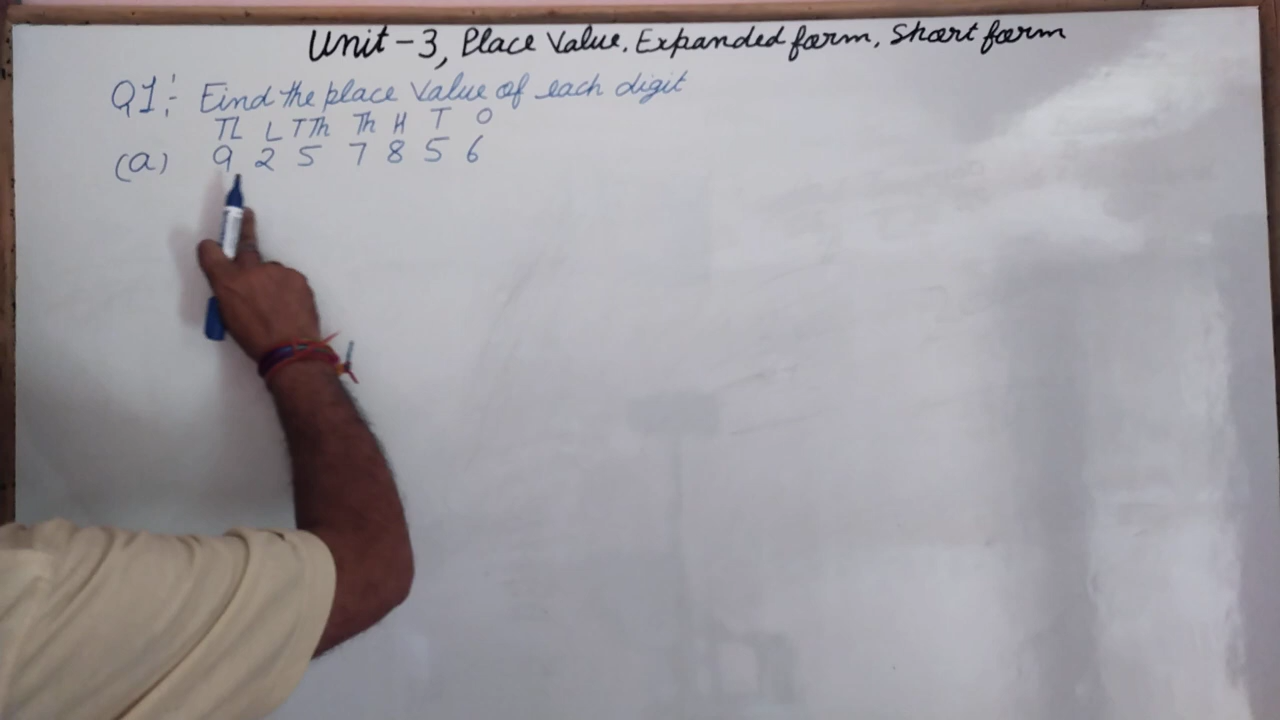 Unit - 3, Place Value, Expanded form, Short form
Q1:- Find the place value of each digit
TL L TTh Th H T O
(a) 9 2 5 7 8 5 6